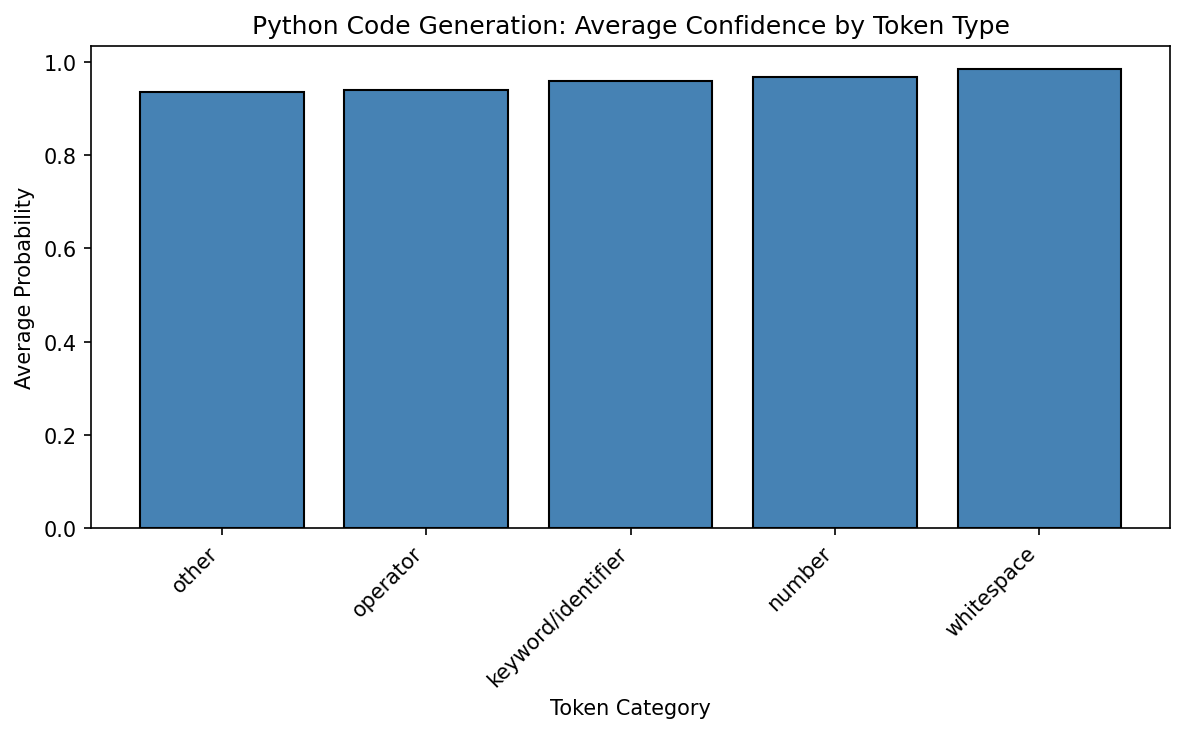 Python Code Generation: Average Confidence by Token Type
1.0
0.8
0.6
0.4
0.2
0.0
Average Probability
other
operator
keyword/identifier
number
whitespace
Token Category